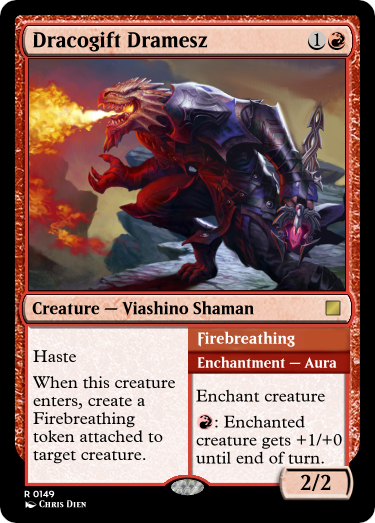 Dracogift Dramesz 1
Creature — Viashino Shaman
Haste
When this creature
enters, create a
Firebreathing
token attached to
target creature.
Firebreathing
Enchantment — Aura
Enchant creature
: Enchanted
creature gets +1/+0
until end of turn.
2/2
R 0149
Chris Dien